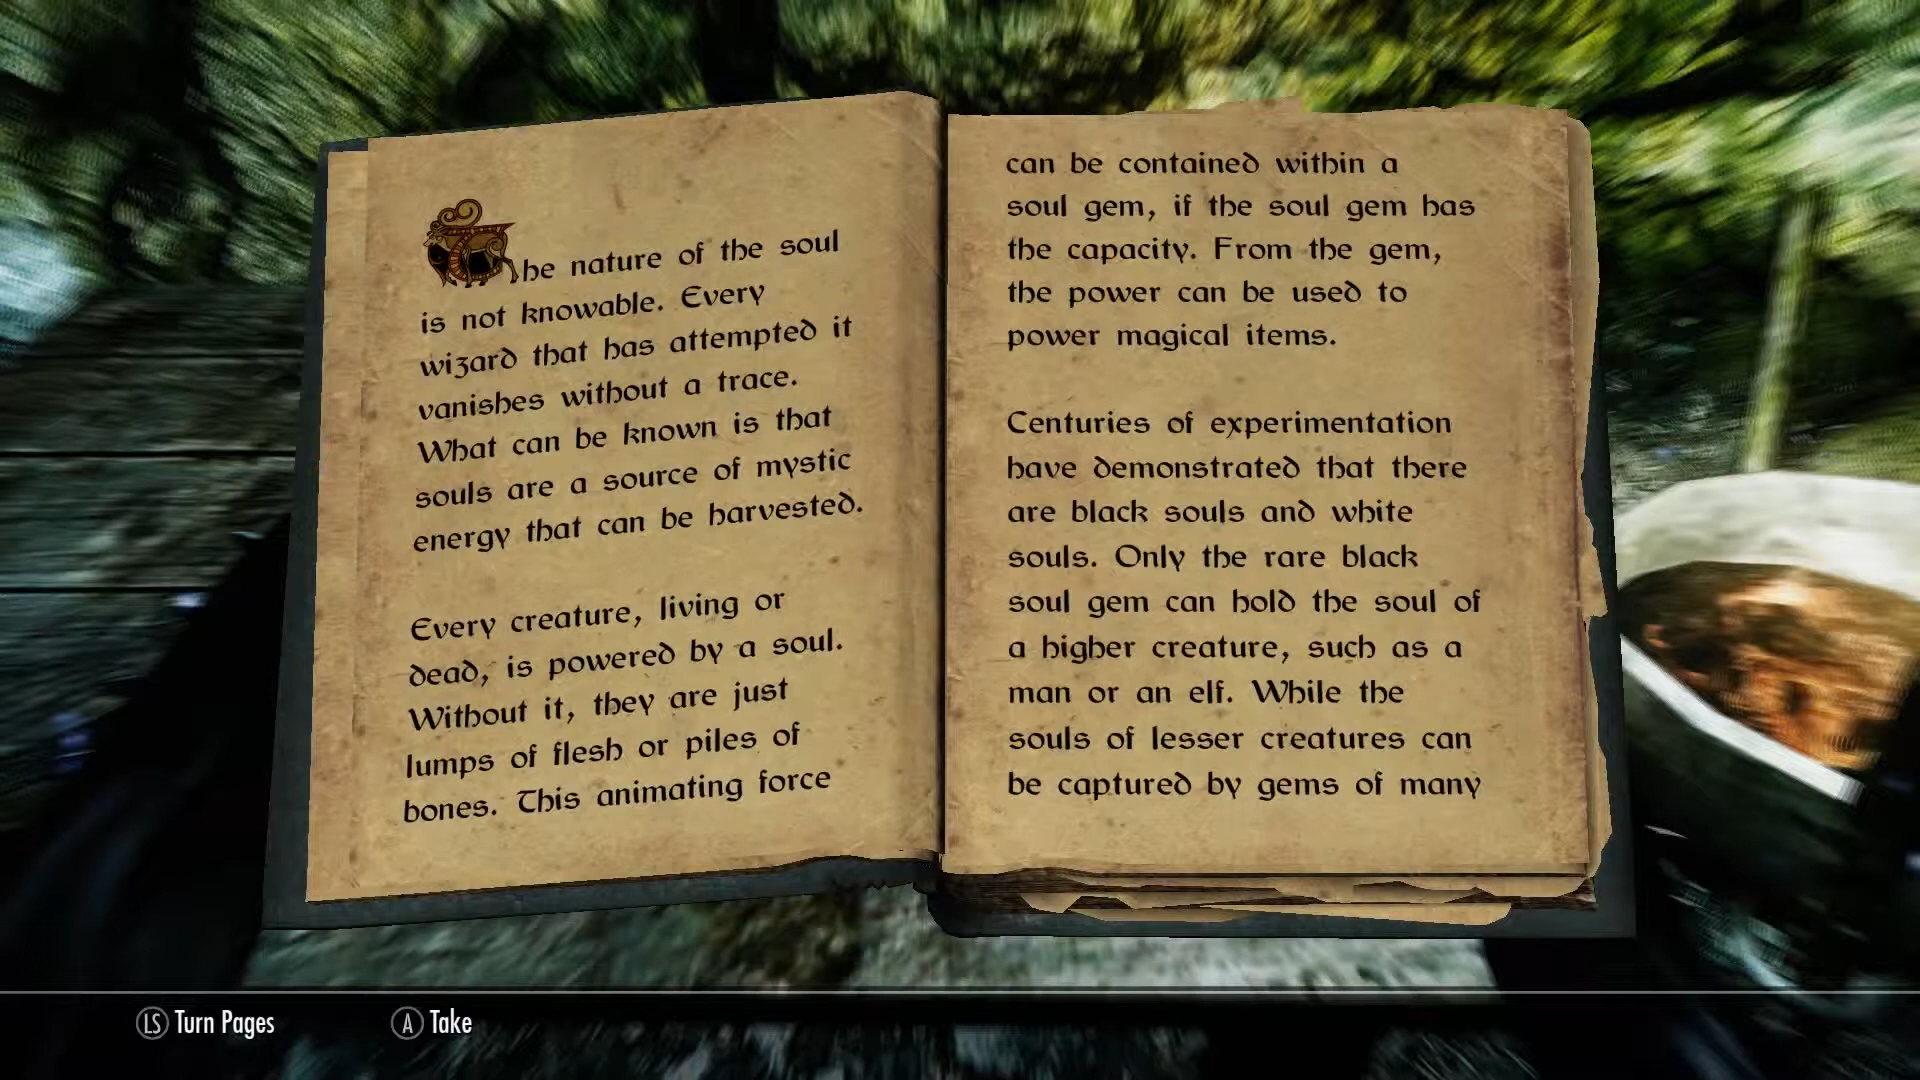 The nature of the soul
is not knowable. Every
wizard that has attempted it
vanishes without a trace.
What can be known is that
souls are a source of mystic
energy that can be harvested.
Every creature, living or
dead, is powered by a soul.
Without it, they are just
lumps of flesh or piles of
bones. This animating force
can be contained within a
soul gem, if the soul gem has
the capacity. From the gem,
the power can be used to
power magical items.
Centuries of experimentation
have demonstrated that there
are black souls and white
souls. Only the rare black
soul gem can hold the soul of
a higher creature, such as a
man or an elf. While the
souls of lesser creatures can
be captured by gems of many
LS Turn Pages
A Take